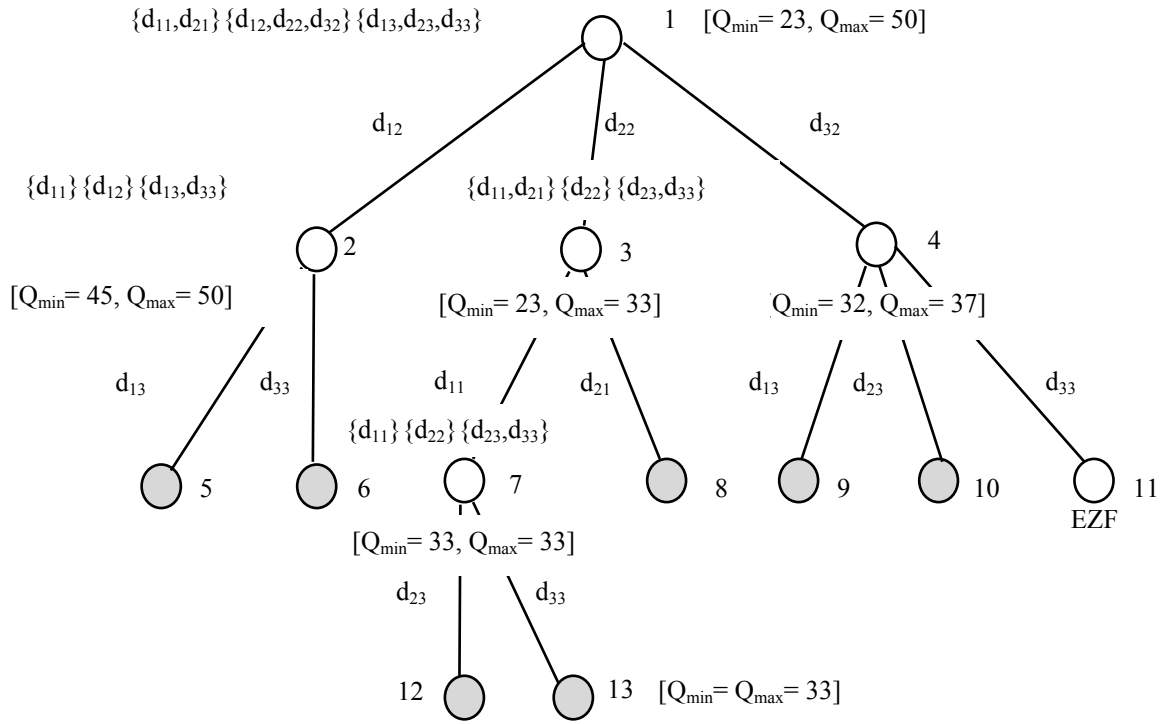 {d₁₁,d₂₁}{d₁₂,d₂₂,d₃₂}{d₁₃,d₂₃,d₃₃} 1 [Qₘᵢₙ= 23, Qₘₐₓ= 50]
d₁₂ d₂₂ d₃₂
{d₁₁}{d₁₂}{d₁₃,d₃₃} {d₁₁,d₂₁}{d₂₂}{d₂₃,d₃₃}
2 3 4
[Qₘᵢₙ= 45, Qₘₐₓ= 50] [Qₘᵢₙ= 23, Qₘₐₓ= 33] Qₘᵢₙ= 32, Qₘₐₓ= 37]
d₁₃ d₃₃ d₁₁ d₂₁ d₁₃ d₂₃ d₃₃
{d₁₁}{d₂₂}{d₂₃,d₃₃}
5 6 7 8 9 10 11
EZF
[Qₘᵢₙ= 33, Qₘₐₓ= 33]
d₂₃ d₃₃
12 13 [Qₘᵢₙ= Qₘₐₓ= 33]